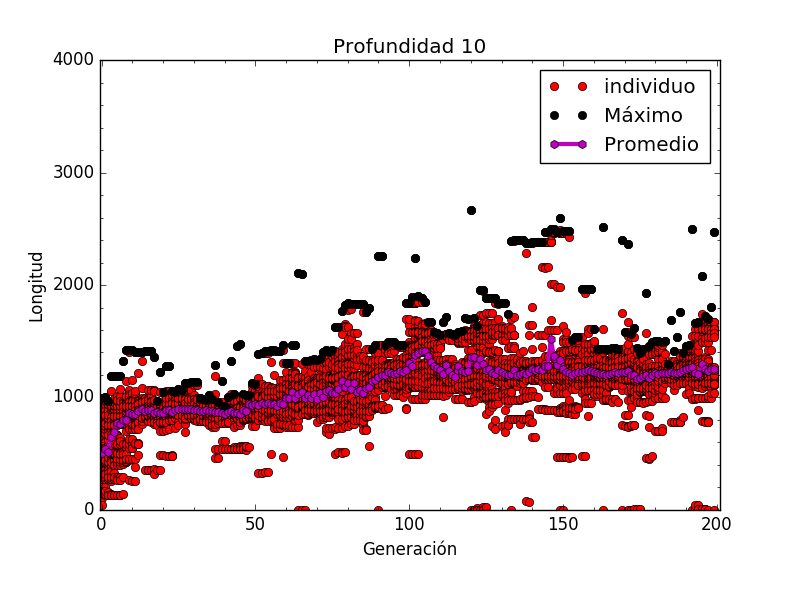 Profundidad 10
4000
3000
2000
1000
0
Longitud
individuo
Máximo
Promedio
0 50 100 150 200
Generación